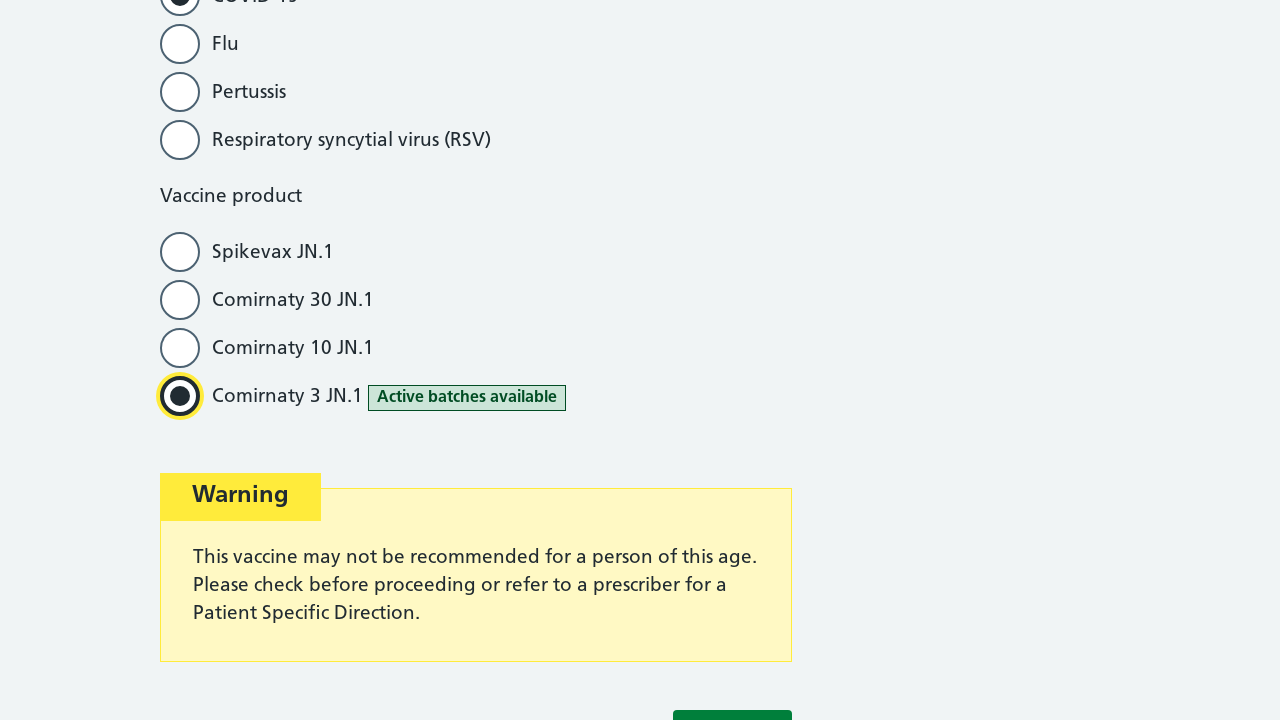 COVID-19
Flu
Pertussis
Respiratory syncytial virus (RSV)
Vaccine product
Spikevax JN.1
Comirnaty 30 JN.1
Comirnaty 10 JN.1
Comirnaty 3 JN.1 Active batches available
Warning
This vaccine may not be recommended for a person of this age.
Please check before proceeding or refer to a prescriber for a
Patient Specific Direction.